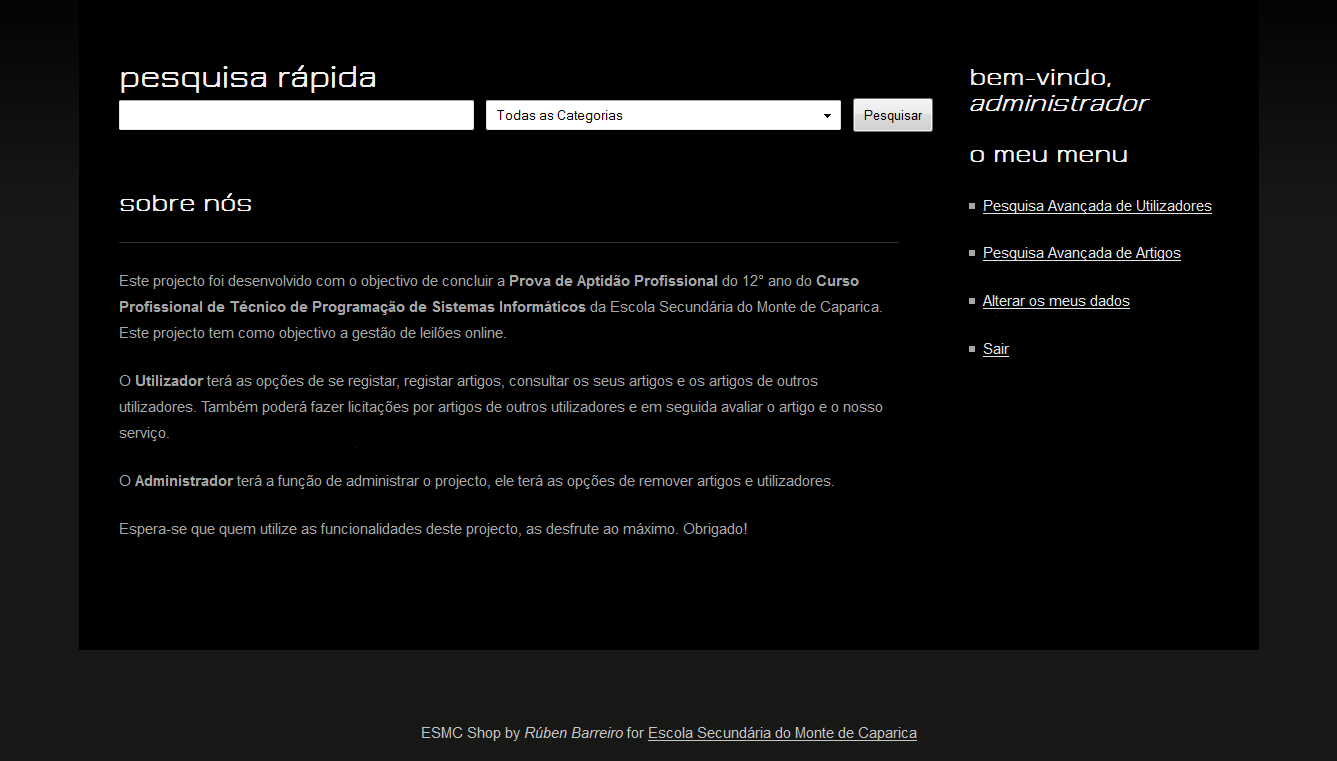 pesquisa rápida
Todas as Categorias
Pesquisar
sobre nós
Este projecto foi desenvolvido com o objectivo de concluir a Prova de Aptidão Profissional do 12° ano do Curso
Profissional de Técnico de Programação de Sistemas Informáticos da Escola Secundária do Monte de Caparica.
Este projecto tem como objectivo a gestão de leilões online.
O Utilizador terá as opções de se registar, registar artigos, consultar os seus artigos e os artigos de outros
utilizadores. Também poderá fazer licitações por artigos de outros utilizadores e em seguida avaliar o artigo e o nosso
serviço.
O Administrador terá a função de administrar o projecto, ele terá as opções de remover artigos e utilizadores.
Espera-se que quem utilize as funcionalidades deste projecto, as desfrute ao máximo. Obrigado!
bem-vindo,
administrador
o meu menu
Pesquisa Avançada de Utilizadores
Pesquisa Avançada de Artigos
Alterar os meus dados
Sair
ESMC Shop by Rúben Barreiro for Escola Secundária do Monte de Caparica